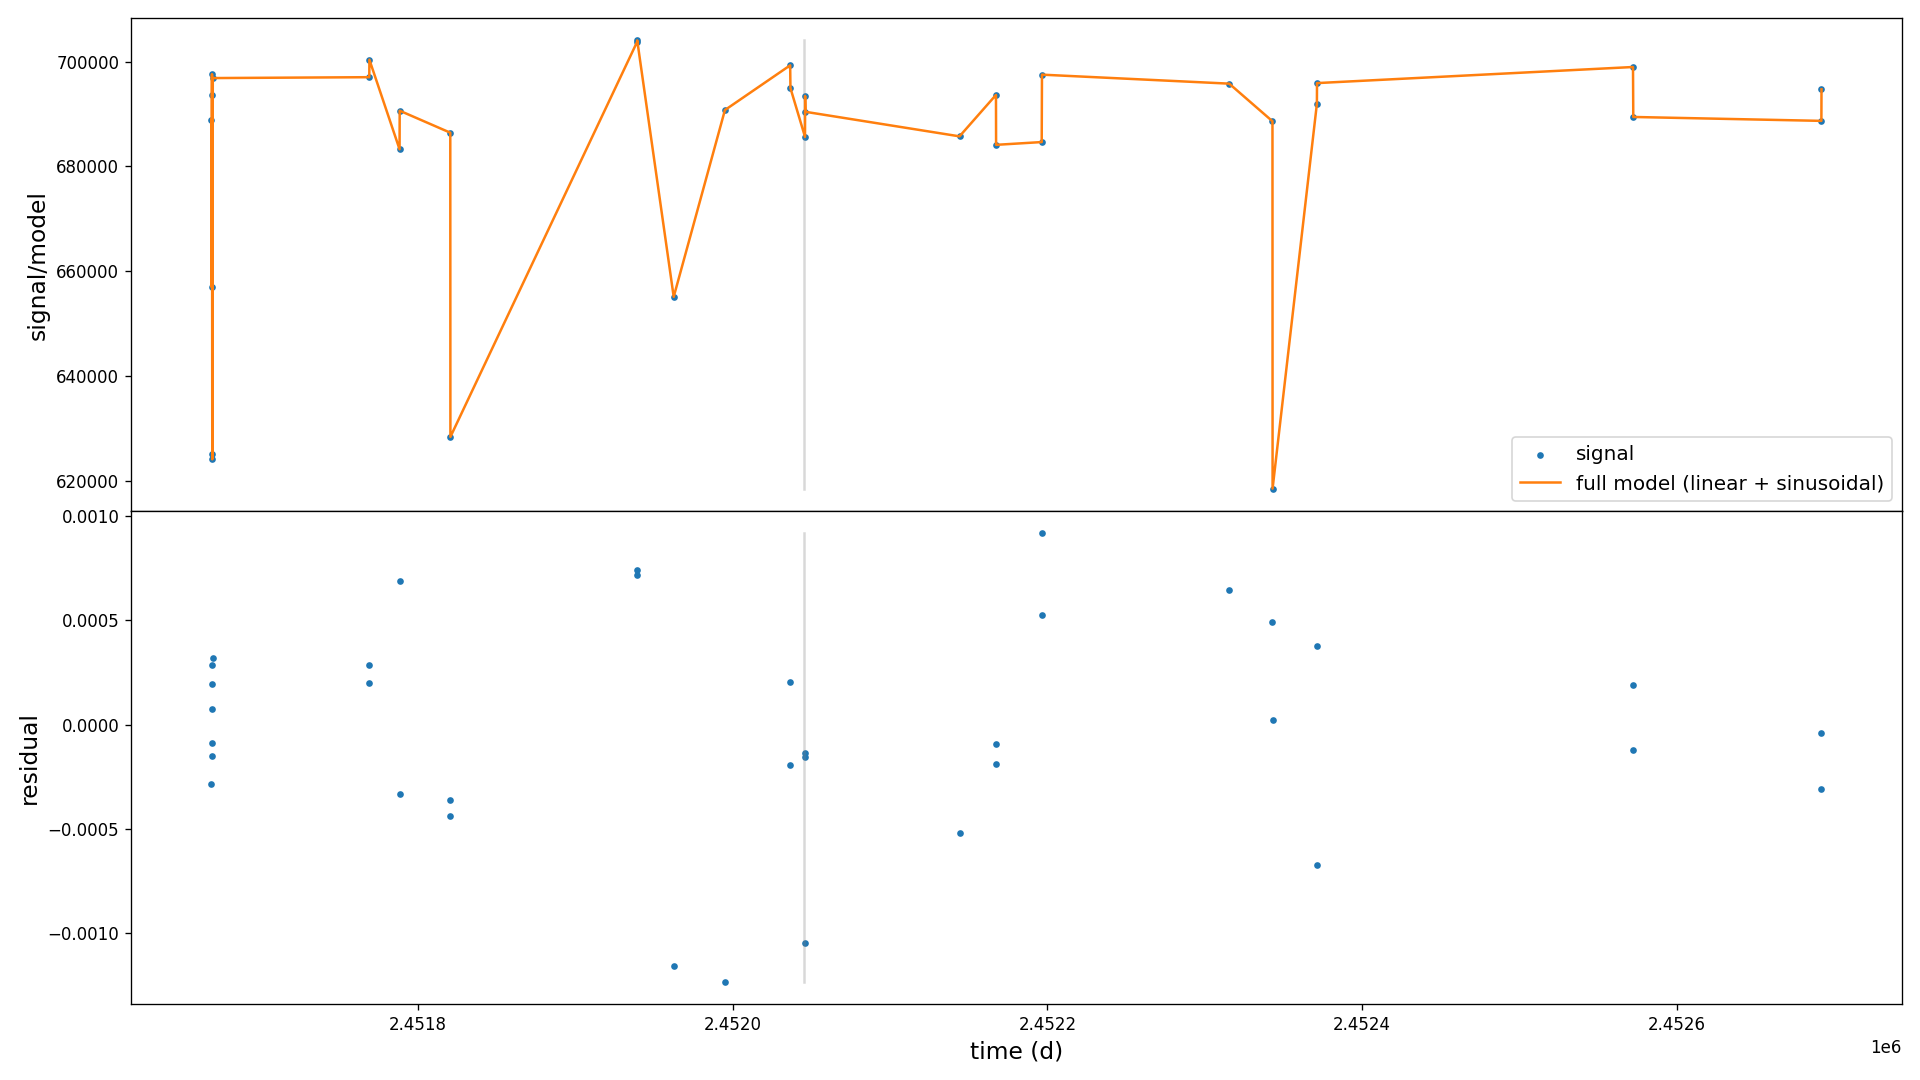 700000
680000
660000
640000
620000
signal/model
signal
full model (linear + sinusoidal)
0.0010
0.0005
0.0000
−0.0005
−0.0010
residual
2.4518
2.4520
2.4522
2.4524
2.4526
1e6
time (d)